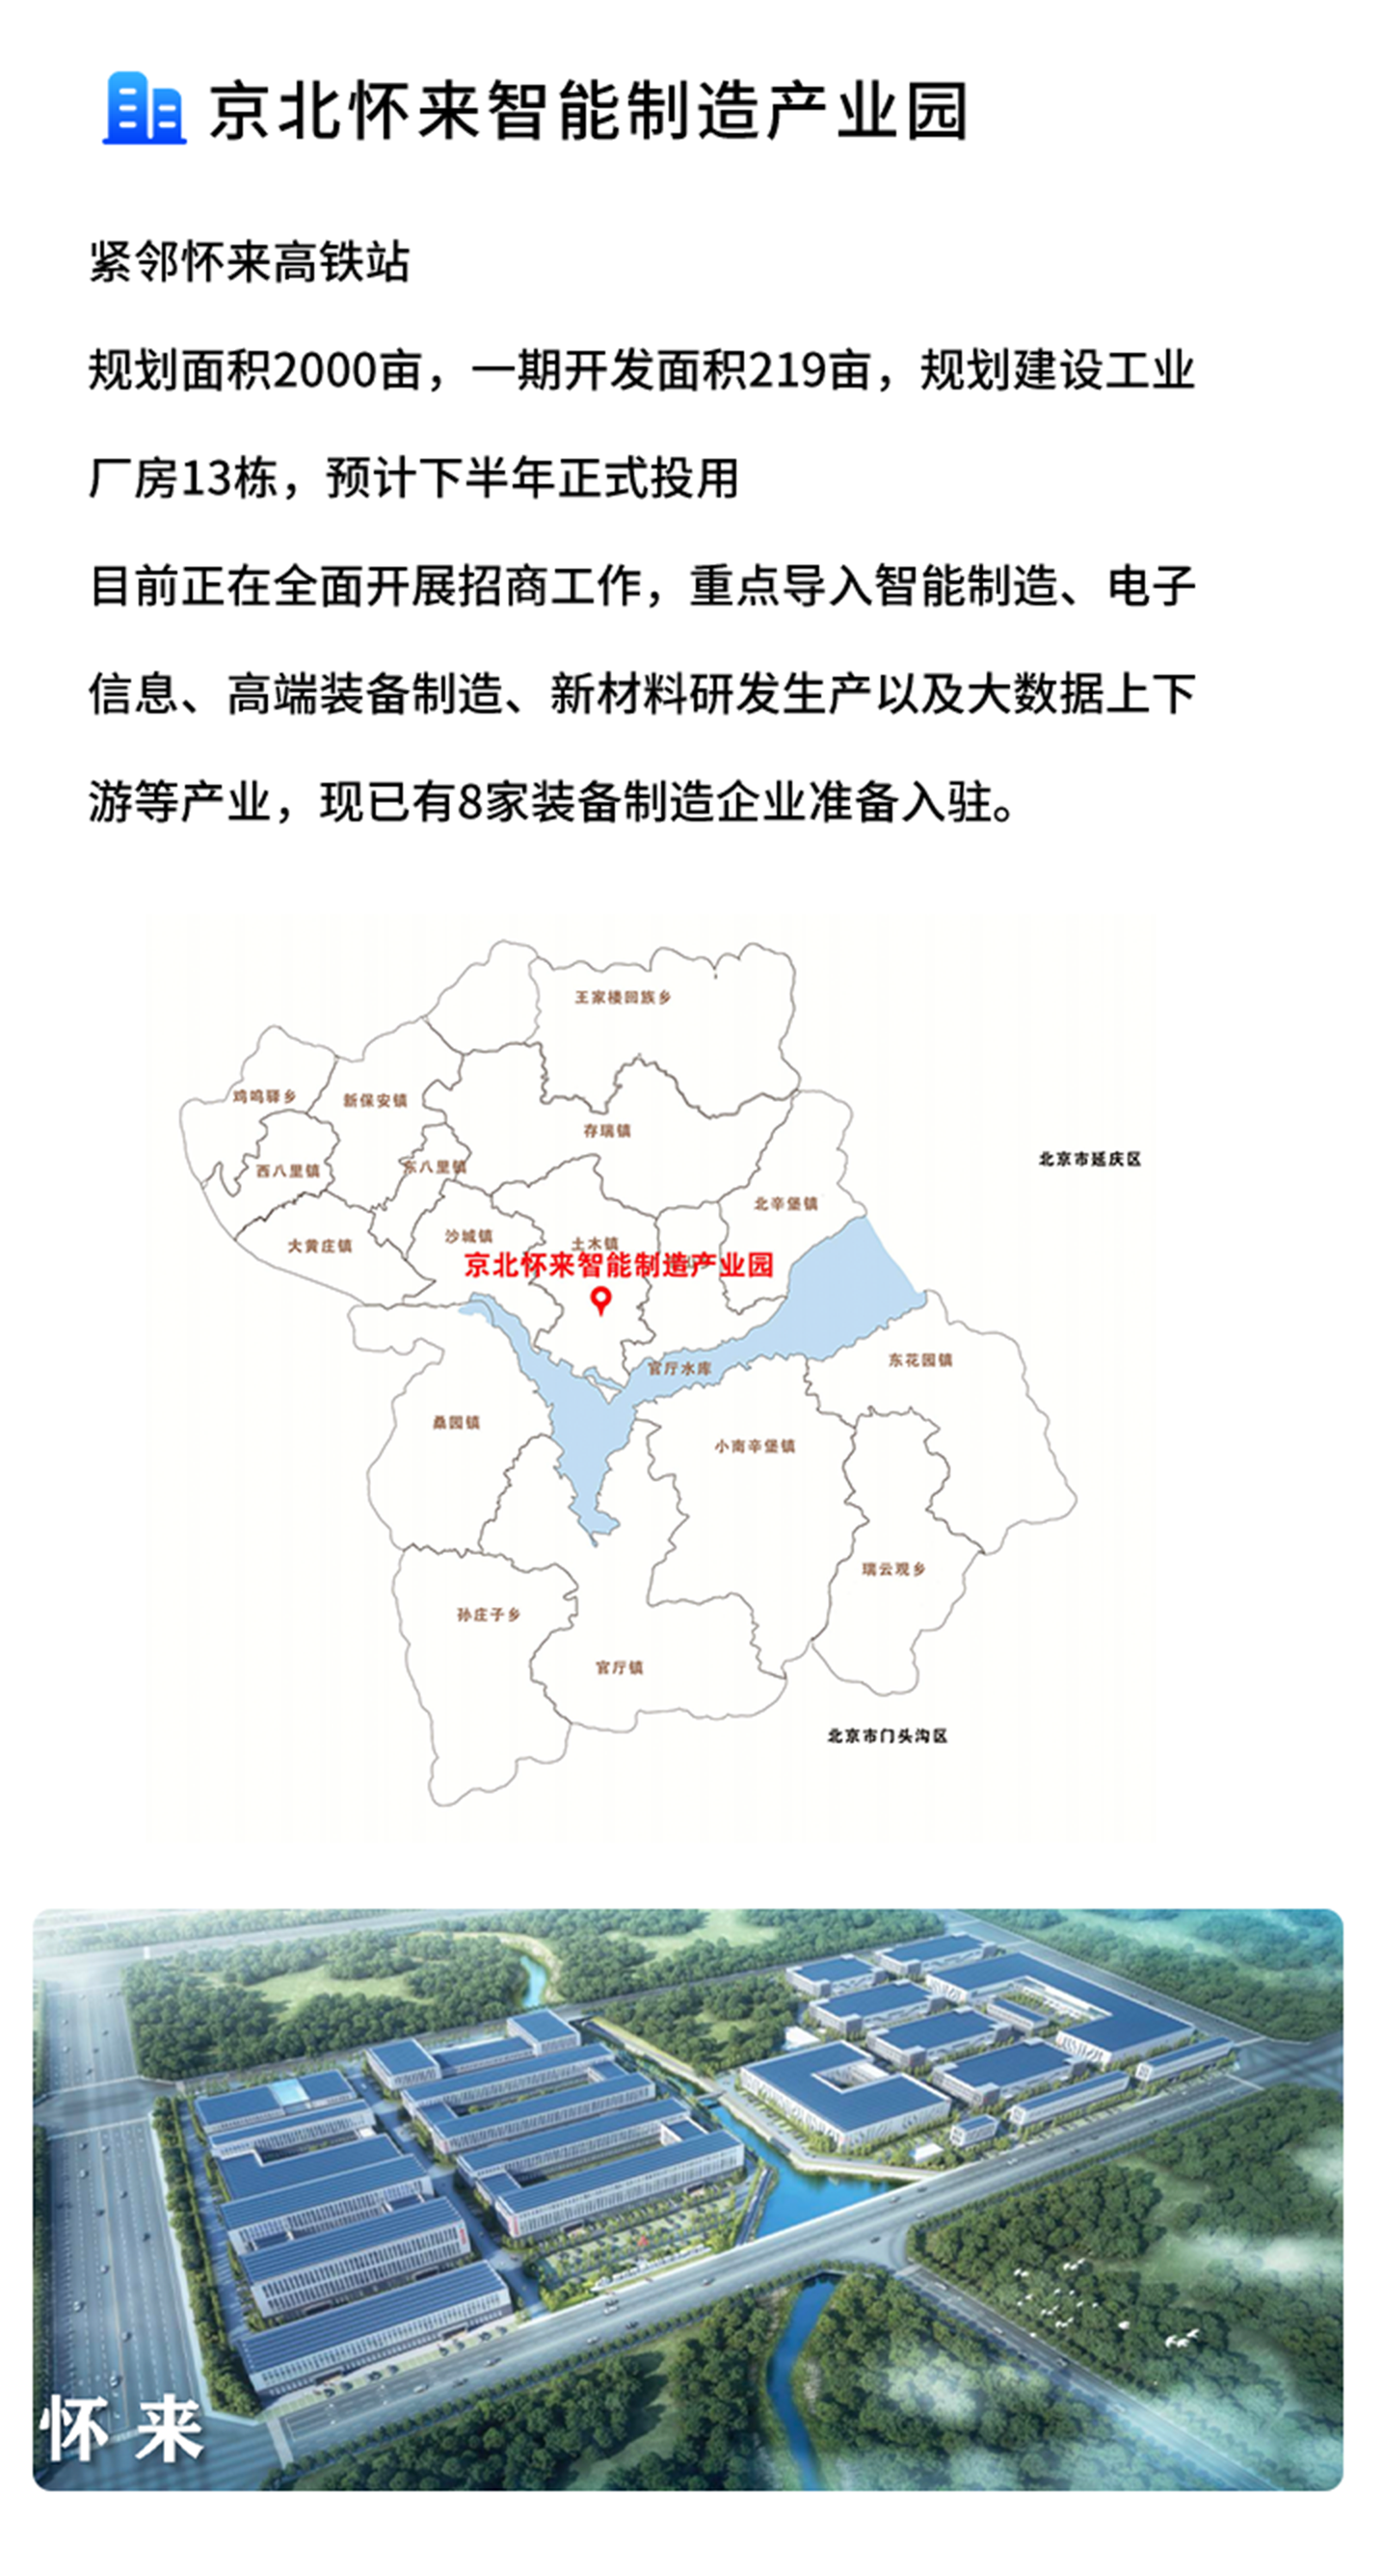 京北怀来智能制造产业园
紧邻怀来高铁站
规划面积2000亩，一期开发面积219亩，规划建设工业
厂房13栋，预计下半年正式投用
目前正在全面开展招商工作，重点导入智能制造、电子
信息、高端装备制造、新材料研发生产以及大数据上下
游等产业，现已有8家装备制造企业准备入驻。
王家楼回族乡
鸡鸣驿乡
新保安镇
存瑞镇
北京市延庆区
西八里镇
东八里镇
北辛堡镇
大黄庄镇
沙城镇
土木镇
京北怀来智能制造产业园
官厅水库
东花园镇
桑园镇
小南辛堡镇
瑞云观乡
孙庄子乡
官厅镇
北京市门头沟区
怀来